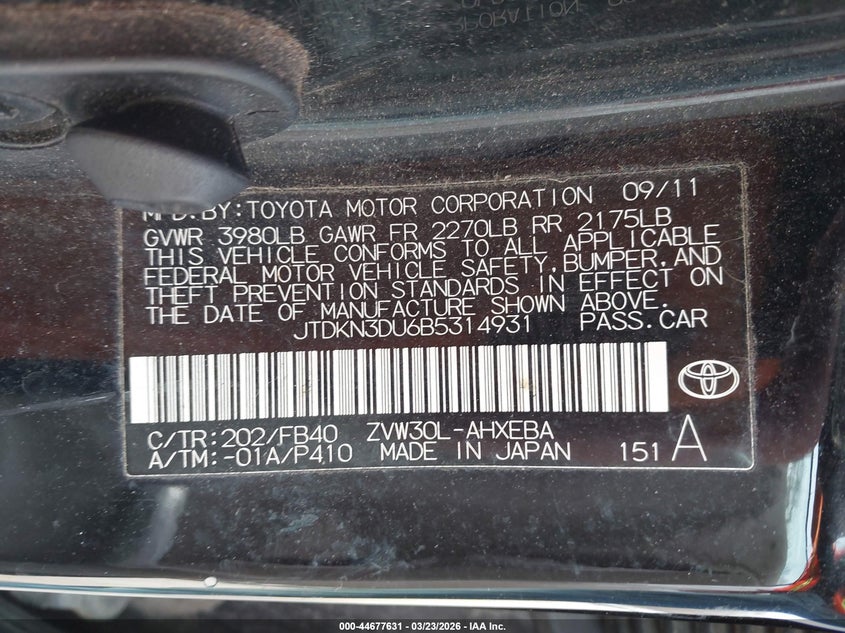 MFD.BY:TOYOTA MOTOR CORPORATION 09/11
GVWR 3980LB GAWR FR 2270LB RR 2175LB
THIS VEHICLE CONFORMS TO ALL APPLICABLE
FEDERAL MOTOR VEHICLE SAFETY,BUMPER,AND
THEFT PREVENTION STANDARDS IN EFFECT ON
THE DATE OF MANUFACTURE SHOWN ABOVE.
JTDKN3DU6B5314931 PASS.CAR
C/TR:202/FB40 ZVW30L-AHXEBA
A/TM:-01A/P410 MADE IN JAPAN 151 A
000-44677631 - 03/23/2026 - IAA Inc.